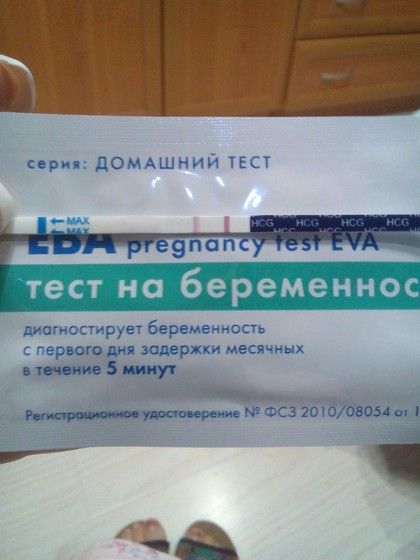 серия: ДОМАШНИЙ ТЕСТ
← MAX
← MAX
HCG HCG HCG
HCG HCG HCG HCG
ЕВА pregnancy test EVA
тест на беременнос
диагностирует беременность
с первого дня задержки месячных
в течение 5 минут
Регистрационное удостоверение № ФСЗ 2010/08054 от 1